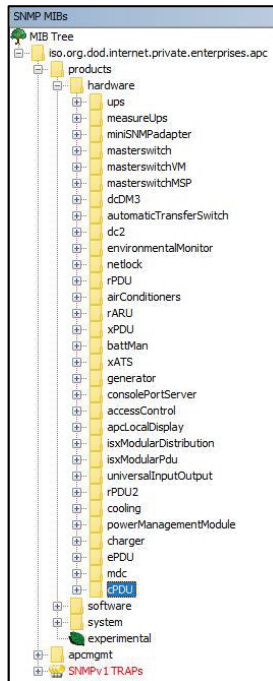 SNMP MIBs
MIB Tree
iso.org.dod.internet.private.enterprises.apc
products
hardware
ups
measureUps
miniSNMPadapter
masterswitch
masterswitchVM
masterswitchMSP
dcDM3
automaticTransferSwitch
dc2
environmentalMonitor
netlock
rPDU
airConditioners
rARU
xPDU
battMan
xATS
generator
consolePortServer
accessControl
apcLocalDisplay
isxModularDistribution
isxModularPdu
universalInputOutput
rPDU2
cooling
powerManagementModule
charger
ePDU
mdc
cPDU
software
system
experimental
apcmgmt
SNMPv1 TRAPs